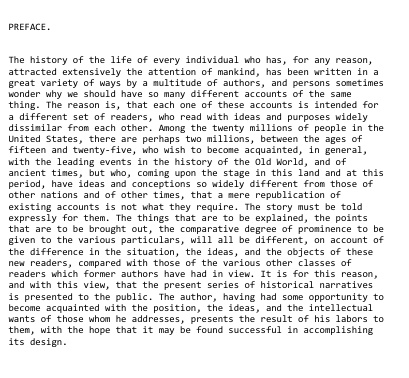 PREFACE.
The history of the life of every individual who has, for any reason,
attracted extensively the attention of mankind, has been written in a
great variety of ways by a multitude of authors, and persons sometimes
wonder why we should have so many different accounts of the same
thing. The reason is, that each one of these accounts is intended for
a different set of readers, who read with ideas and purposes widely
dissimilar from each other. Among the twenty millions of people in the
United States, there are perhaps two millions, between the ages of
fifteen and twenty-five, who wish to become acquainted, in general,
with the leading events in the history of the Old World, and of
ancient times, but who, coming upon the stage in this land and at this
period, have ideas and conceptions so widely different from those of
other nations and of other times, that a mere republication of
existing accounts is not what they require. The story must be told
expressly for them. The things that are to be explained, the points
that are to be brought out, the comparative degree of prominence to be
given to the various particulars, will all be different, on account of
the difference in the situation, the ideas, and the objects of these
new readers, compared with those of the various other classes of
readers which former authors have had in view. It is for this reason,
and with this view, that the present series of historical narratives
is presented to the public. The author, having had some opportunity to
become acquainted with the position, the ideas, and the intellectual
wants of those whom he addresses, presents the result of his labors to
them, with the hope that it may be found successful in accomplishing
its design.